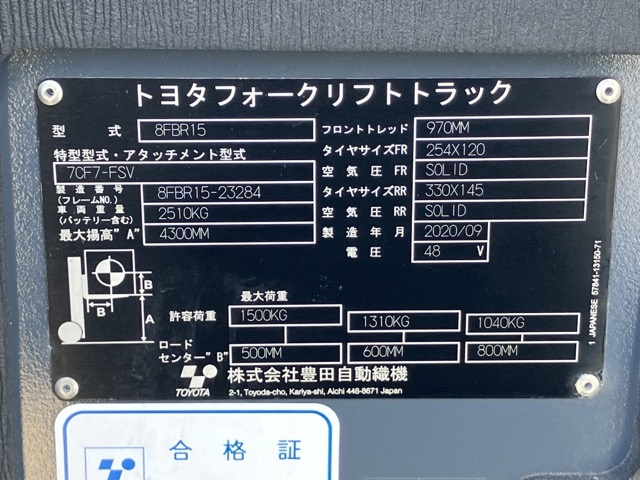 トヨタフォークリフトトラック
型式 8FBR15
特型型式・アタッチメント型式
7CF7-FSV
製造番号 (フレームNO.) 8FBR15-23284
車両重量 (バッテリー含む) 2510KG
最大揚高"A" 4300MM
フロントトレッド 970MM
タイヤサイズFR 254X120
空気圧 FR SOLID
タイヤサイズRR 330X145
空気圧 RR SOLID
製造年月 2020/09
電圧 48 V
B
B
A
最大荷重
許容荷重 1500KG 1310KG 1040KG
ロードセンター"B" 500MM 600MM 800MM
TOYOTA
株式会社豊田自動織機
2-1, Toyoda-cho, Kariya-shi, Aichi 448-8671 Japan
1 JAPANESE 57841-13150-71
合格証